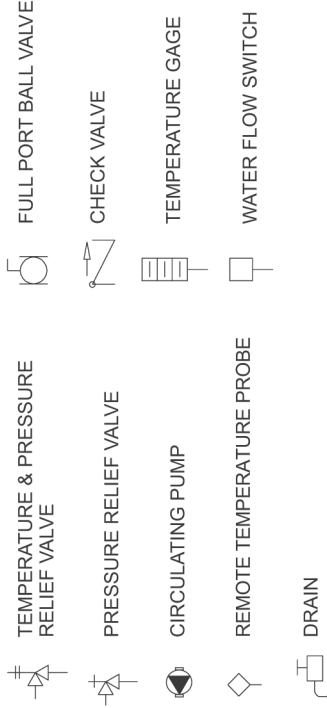 TEMPERATURE & PRESSURE
RELIEF VALVE
PRESSURE RELIEF VALVE
CIRCULATING PUMP
REMOTE TEMPERATURE PROBE
DRAIN
FULL PORT BALL VALVE
CHECK VALVE
TEMPERATURE GAGE
WATER FLOW SWITCH